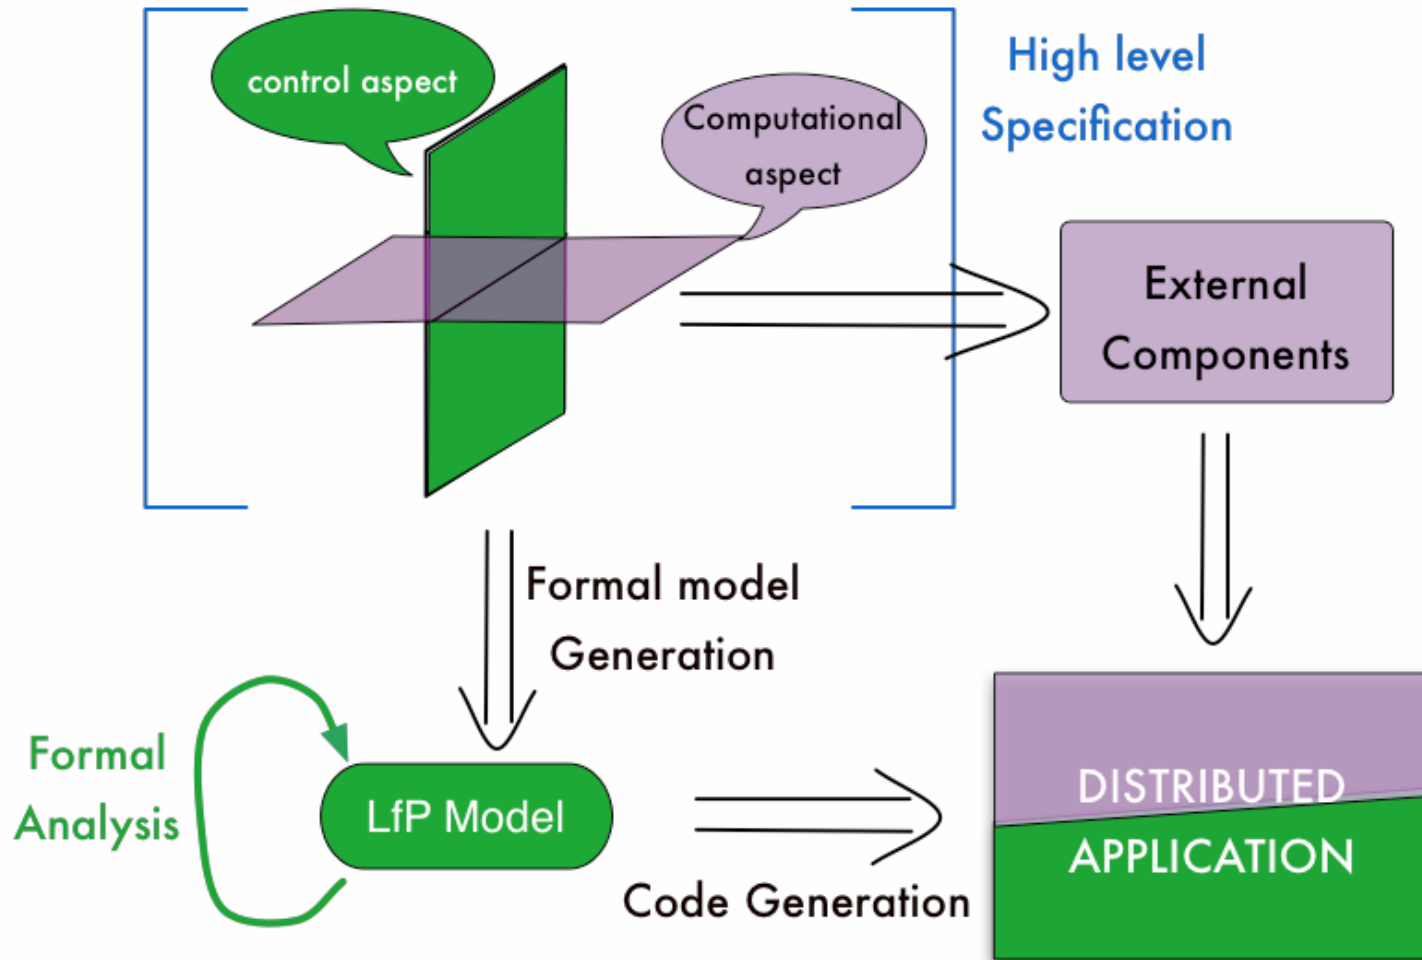 control aspect
Computational
aspect
High level
Specification
External
Components
Formal model
Generation
Formal
Analysis
LfP Model
Code Generation
DISTRIBUTED
APPLICATION